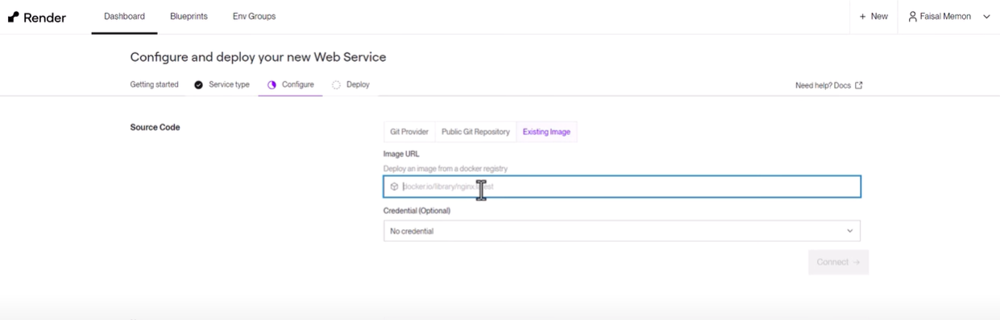 Render Dashboard Blueprints Env Groups + New Faisal Memon
Configure and deploy your new Web Service
Getting started Service type Configure Deploy Need help? Docs
Source Code Git Provider Public Git Repository Existing Image
Image URL
Deploy an image from a docker registry
docker.io/library/nginx
Credential (Optional)
No credential
Connect →